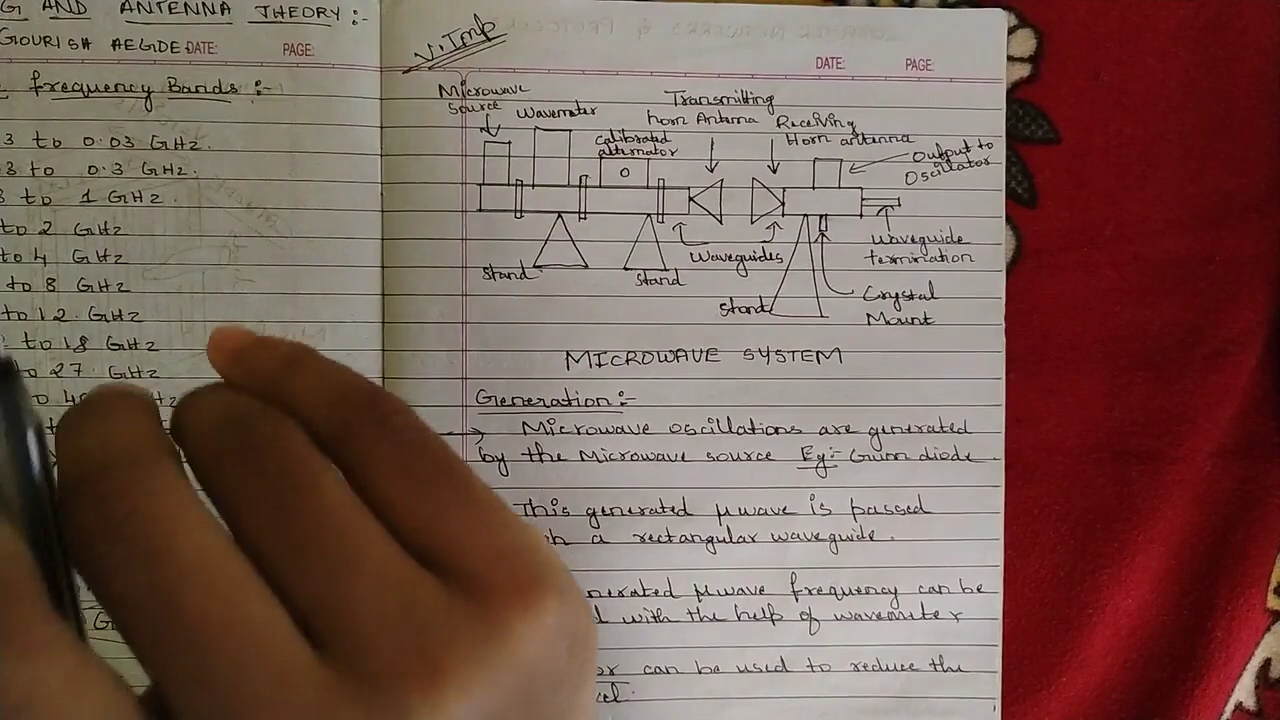 G AND ANTENNA THEORY:-
GOURISH HEGDE
DATE:
PAGE:
frequency Bands :-
3 to 0.03 GHz.
3 to 0.3 GHz.
3 to 1 GHz.
to 2 GHz
to 4 GHz
to 8 GHz
to 12 GHz
to 18 GHz
to 27 GHz
V.Imp
DATE:
PAGE:
Microwave
source
Wavemeter
Calibrated
attenuator
Transmitting
horn Antenna
Receiving
Horn antenna
Output to
Oscillator
stand
stand
Waveguides
Waveguide
termination
stand
Crystal
Mount
MICROWAVE SYSTEM
Generation:-
→ Microwave oscillations are generated
by the Microwave source Eg:- Gunn diode.
This generated μwave is passed
a rectangular waveguide.
μwave frequency can be
with the help of wavemeter
can be used to reduce the